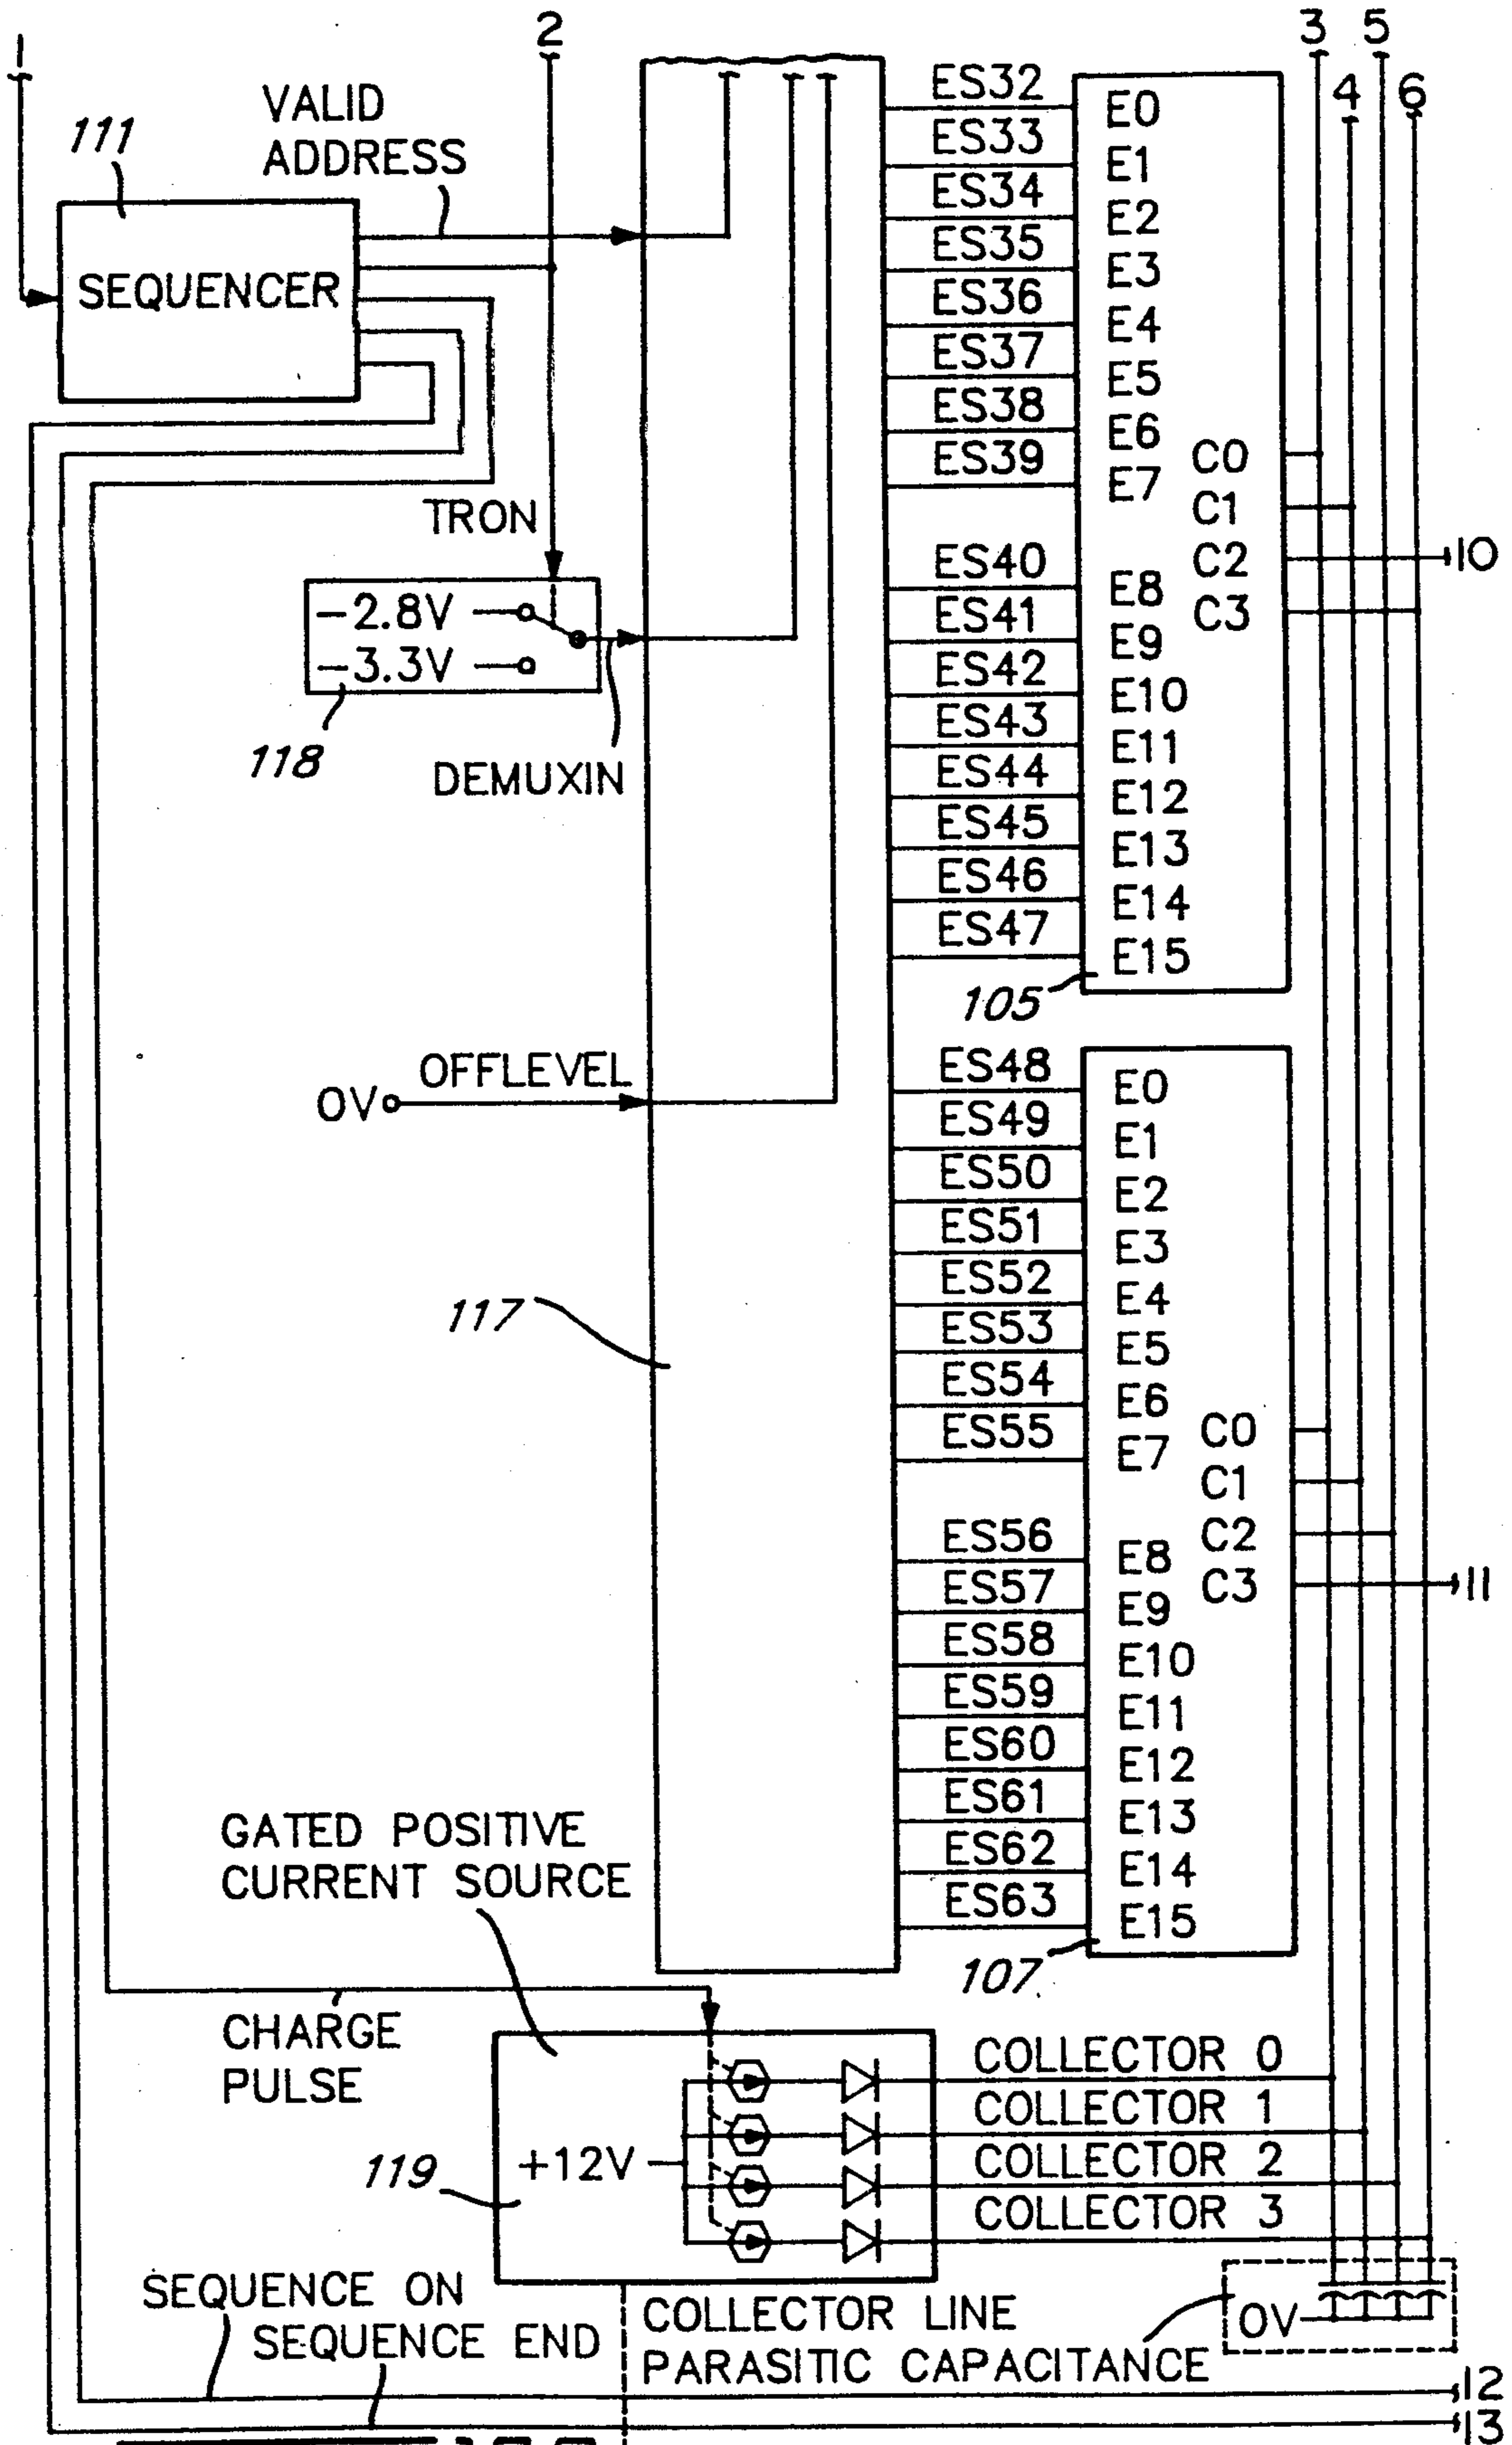 1
2
3 5
4 6
VALID
ADDRESS
111
SEQUENCER
TRON
-2.8V
-3.3V
118
DEMUXIN
0V
OFFLEVEL
117
ES32
ES33
ES34
ES35
ES36
ES37
ES38
ES39
ES40
ES41
ES42
ES43
ES44
ES45
ES46
ES47
E0
E1
E2
E3
E4
E5
E6
E7
E8
E9
E10
E11
E12
E13
E14
E15
C0
C1
C2
C3
10
105
ES48
ES49
ES50
ES51
ES52
ES53
ES54
ES55
ES56
ES57
ES58
ES59
ES60
ES61
ES62
ES63
E0
E1
E2
E3
E4
E5
E6
E7
E8
E9
E10
E11
E12
E13
E14
E15
C0
C1
C2
C3
11
107
GATED POSITIVE
CURRENT SOURCE
CHARGE
PULSE
119
+12V
COLLECTOR 0
COLLECTOR 1
COLLECTOR 2
COLLECTOR 3
SEQUENCE ON
SEQUENCE END
COLLECTOR LINE
PARASITIC CAPACITANCE
0V
12
13